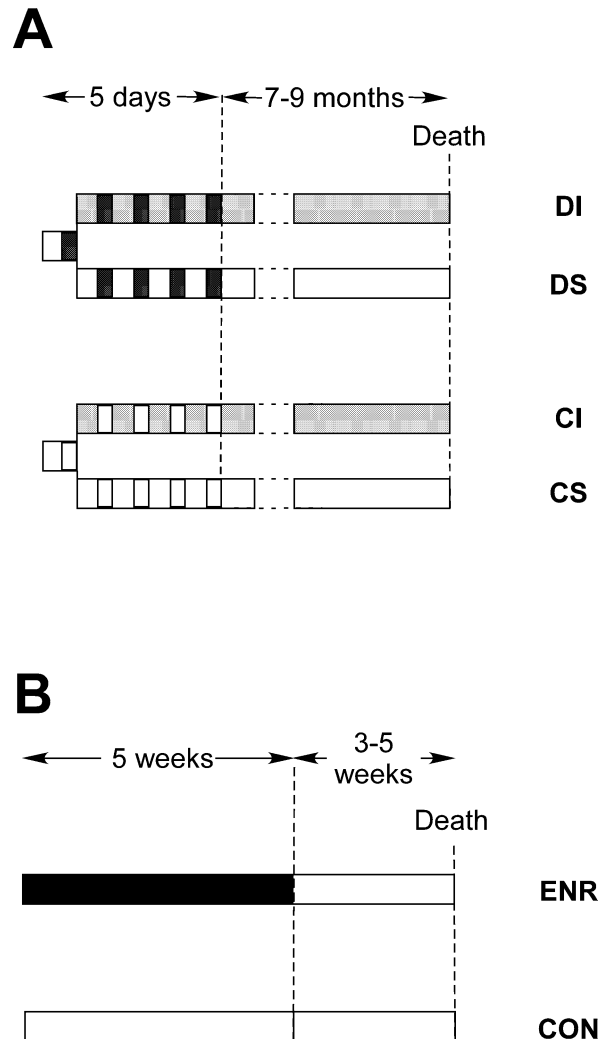 A
5 days
7-9 months
Death
DI
DS
CI
CS
B
5 weeks
3-5
weeks
Death
ENR
CON